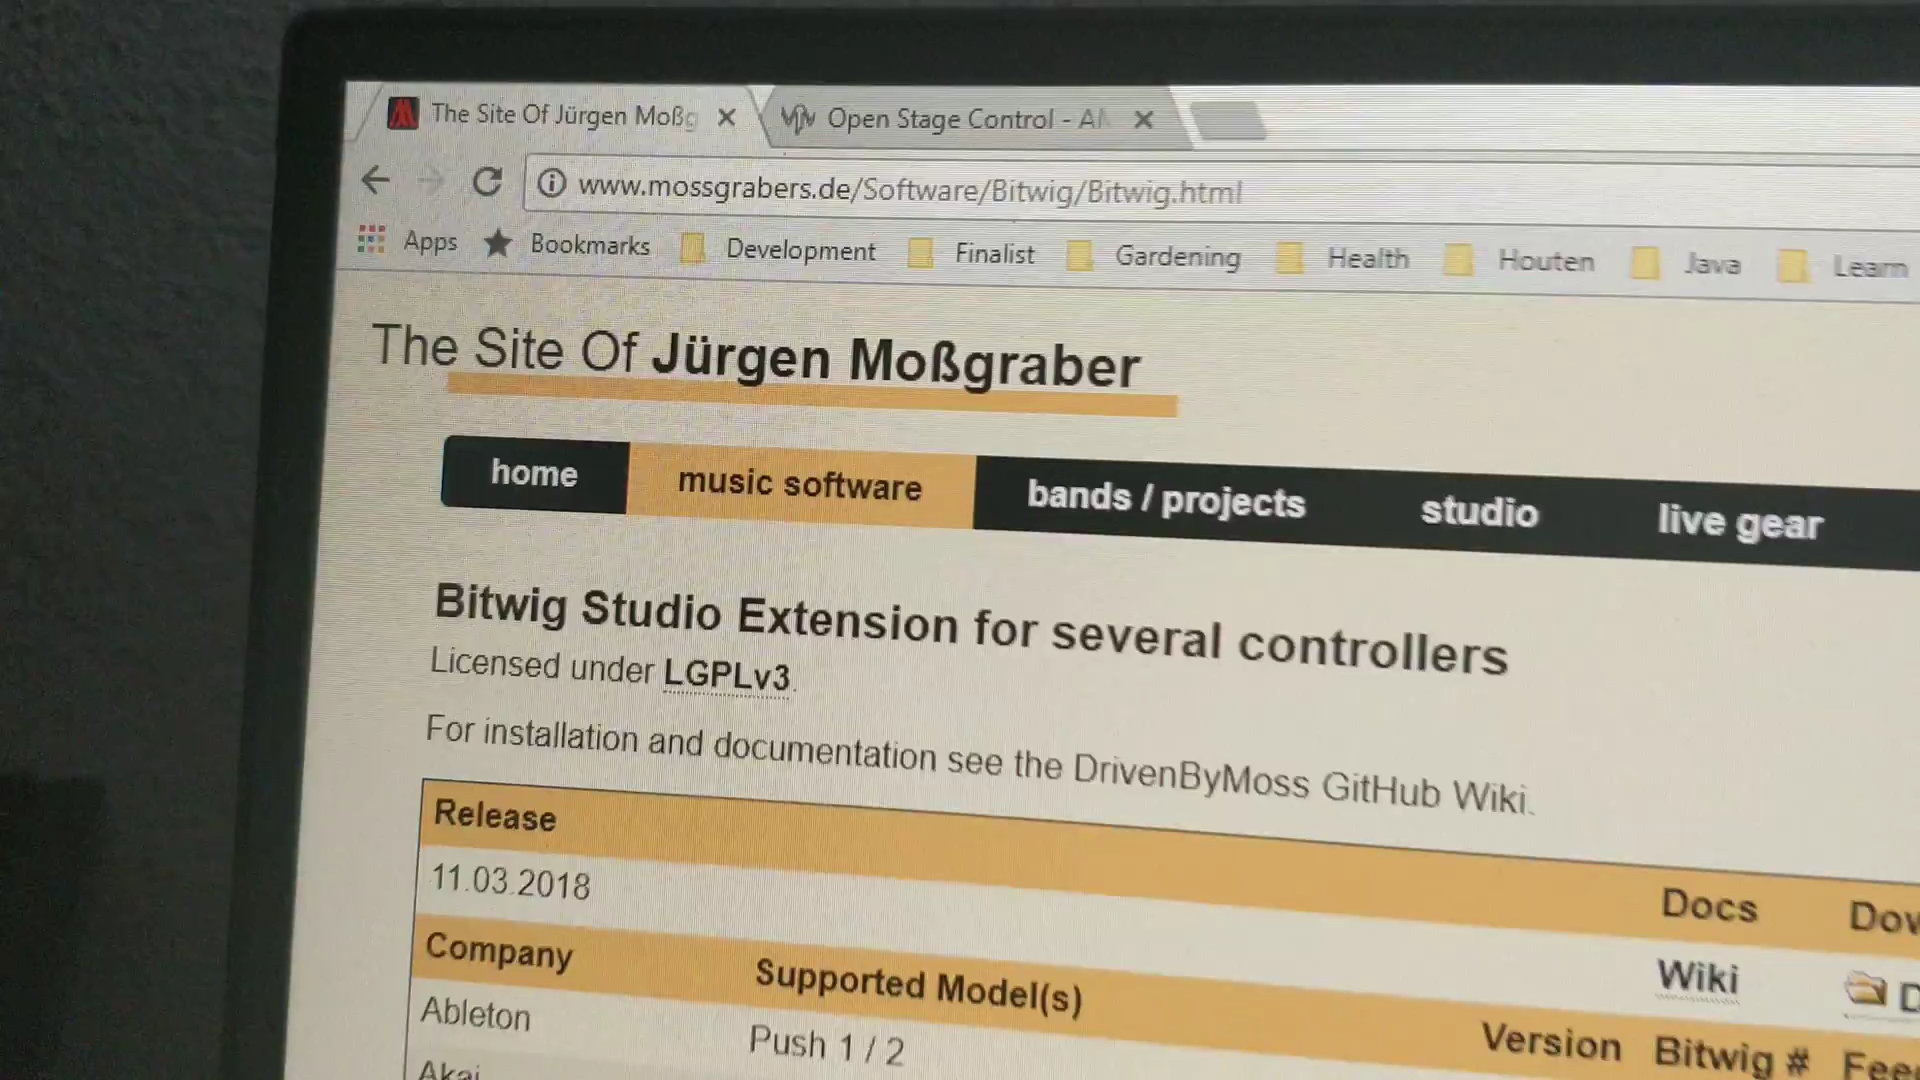 The Site Of Jürgen Moßg
Open Stage Control - AM
www.mossgrabers.de/Software/Bitwig/Bitwig.html
Apps Bookmarks Development Finalist Gardening Health Houten Java Learn
The Site Of Jürgen Moßgraber
home music software bands / projects studio live gear
Bitwig Studio Extension for several controllers
Licensed under LGPLv3.
For installation and documentation see the DrivenByMoss GitHub Wiki.
Release Docs
11.03.2018 Wiki
Company Supported Model(s) Version Bitwig #
Ableton Push 1 / 2
Akai